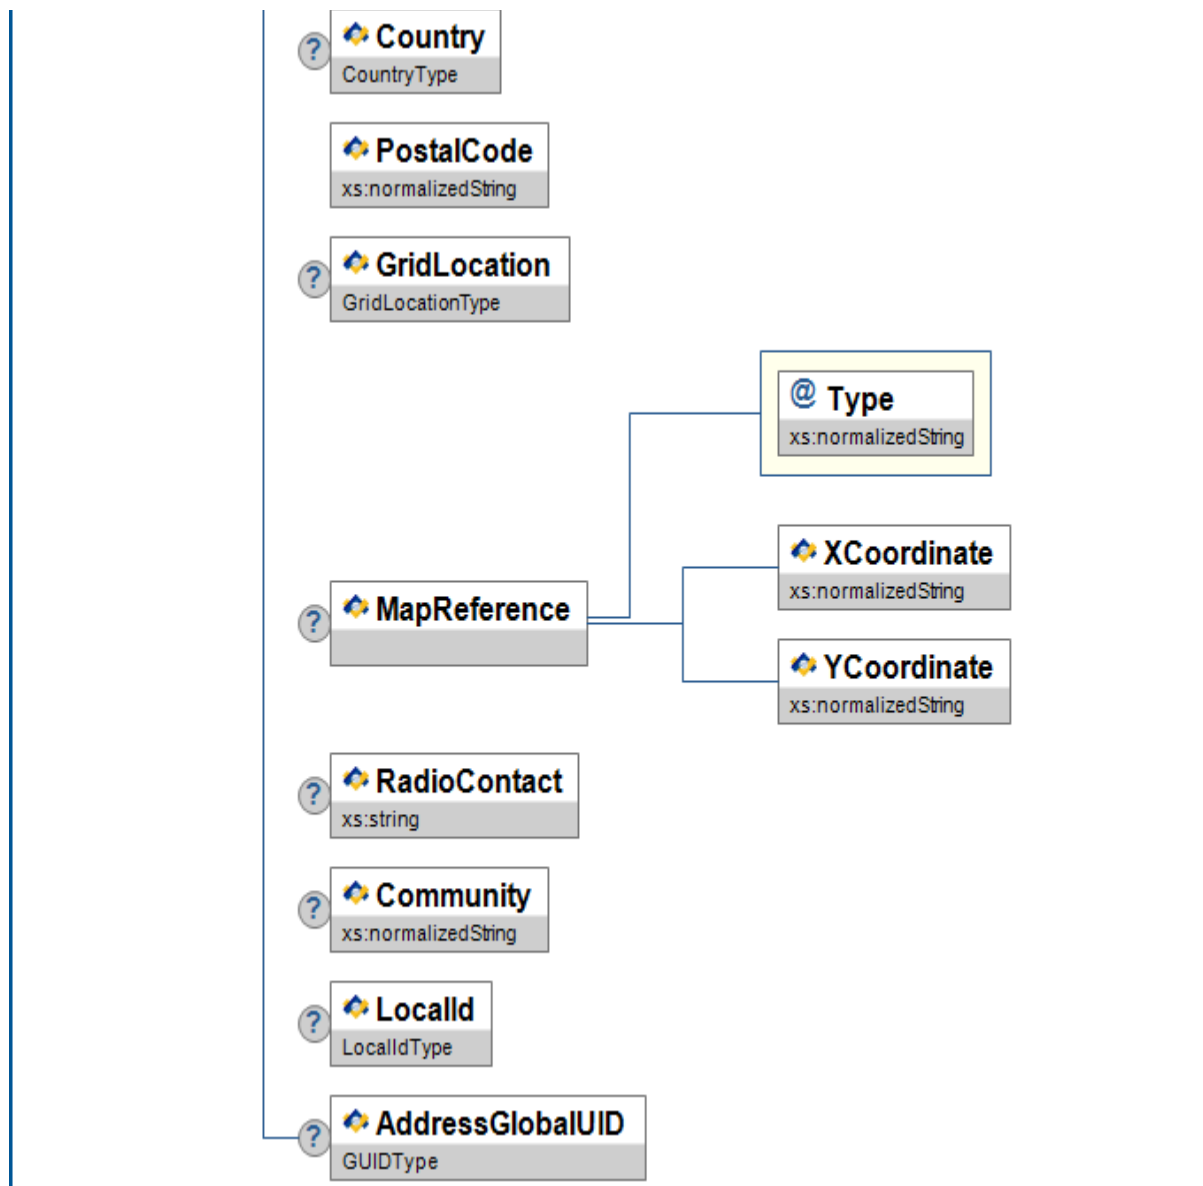 ? Country
CountryType
PostalCode
xs:normalizedString
? GridLocation
GridLocationType
@ Type
xs:normalizedString
XCoordinate
xs:normalizedString
? MapReference
YCoordinate
xs:normalizedString
? RadioContact
xs:string
? Community
xs:normalizedString
? LocalId
LocalIdType
? AddressGlobalUID
GUIDType